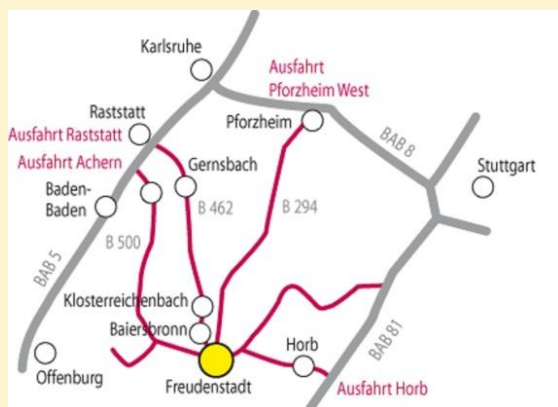 Karlsruhe
Ausfahrt
Pforzheim West
Raststatt
Ausfahrt Raststatt
Pforzheim
BAB 8
Ausfahrt Achern
Gernsbach
Stuttgart
Baden-
Baden
B 462
B 294
B 500
BAB 5
Klosterreichenbach
Baiersbronn
BAB 81
Horb
Offenburg
Freudenstadt
Ausfahrt Horb